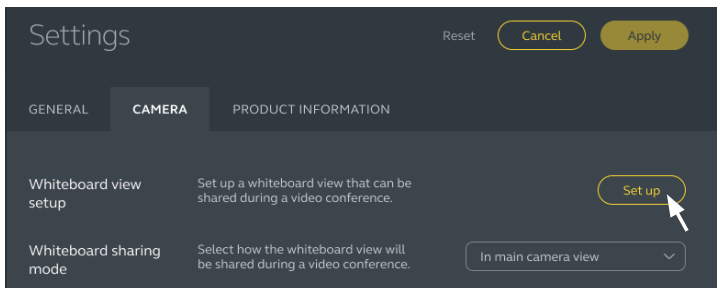 Settings
Reset
Cancel
Apply
GENERAL
CAMERA
PRODUCT INFORMATION
Whiteboard view
setup
Set up a whiteboard view that can be
shared during a video conference.
Set up
Whiteboard sharing
mode
Select how the whiteboard view will
be shared during a video conference.
In main camera view